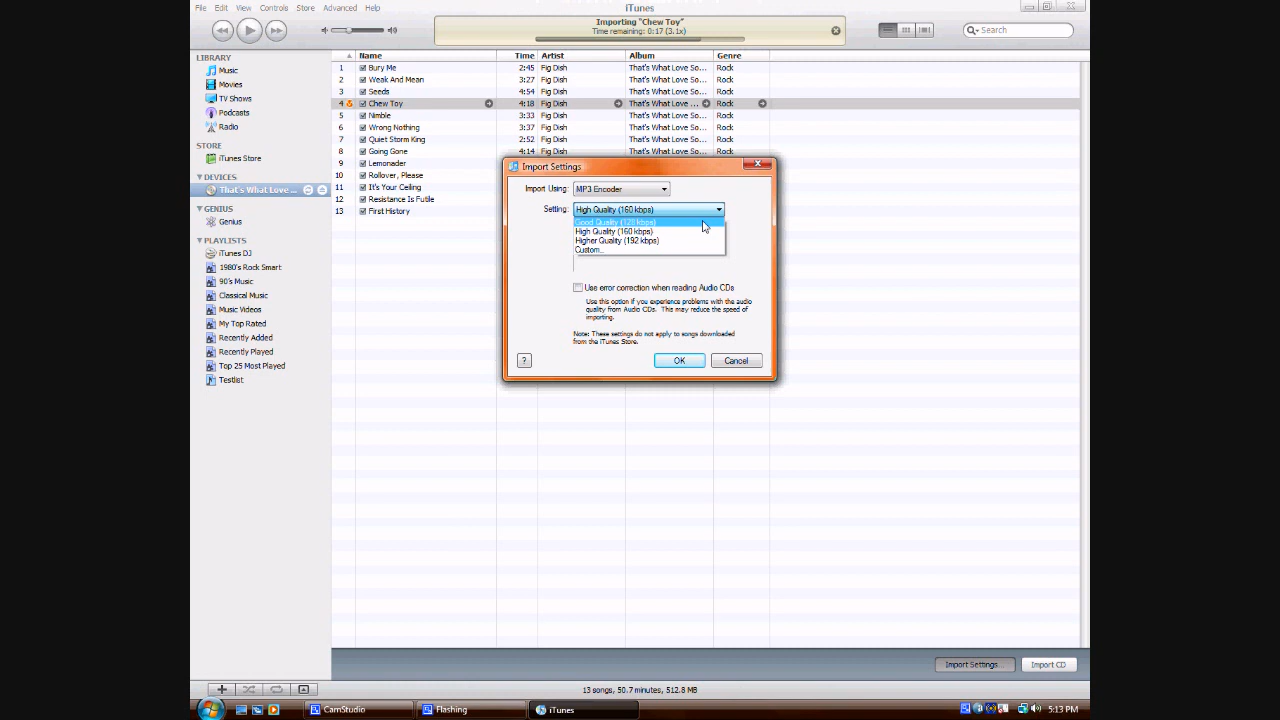 File Edit View Controls Store Advanced Help
iTunes
Importing "Chew Toy"
Time remaining: 0:17 (3.1x)
Search
LIBRARY
Music
Movies
TV Shows
Podcasts
Radio
STORE
iTunes Store
DEVICES
That's What Love ...
GENIUS
Genius
PLAYLISTS
iTunes DJ
1980's Rock Smart
90's Music
Classical Music
Music Videos
My Top Rated
Recently Added
Recently Played
Top 25 Most Played
Testlist
Name Time Artist Album Genre
1 Bury Me 2:45 Fig Dish That's What Love So... Rock
2 Weak And Mean 3:27 Fig Dish That's What Love So... Rock
3 Seeds 4:54 Fig Dish That's What Love So... Rock
4 Chew Toy 4:18 Fig Dish That's What Love ... Rock
5 Nimble 3:33 Fig Dish That's What Love So... Rock
6 Wrong Nothing 3:37 Fig Dish That's What Love So... Rock
7 Quiet Storm King 2:52 Fig Dish That's What Love So... Rock
8 Going Gone 4:14 Fig Dish That's What Love So... Rock
9 Lemonader
10 Rollover, Please
11 It's Your Ceiling
12 Resistance Is Futile
13 First History
Import Settings
Import Using: MP3 Encoder
Setting: High Quality (160 kbps)
Good Quality (128 kbps)
High Quality (160 kbps)
Higher Quality (192 kbps)
Custom...
Use error correction when reading Audio CDs
Use this option if you experience problems with the audio
quality from Audio CDs. This may reduce the speed of
importing.
Note: These settings do not apply to songs downloaded
from the iTunes Store.
? OK Cancel
Import Settings... Import CD
13 songs, 50.7 minutes, 512.8 MB
CamStudio Flashing iTunes 5:13 PM